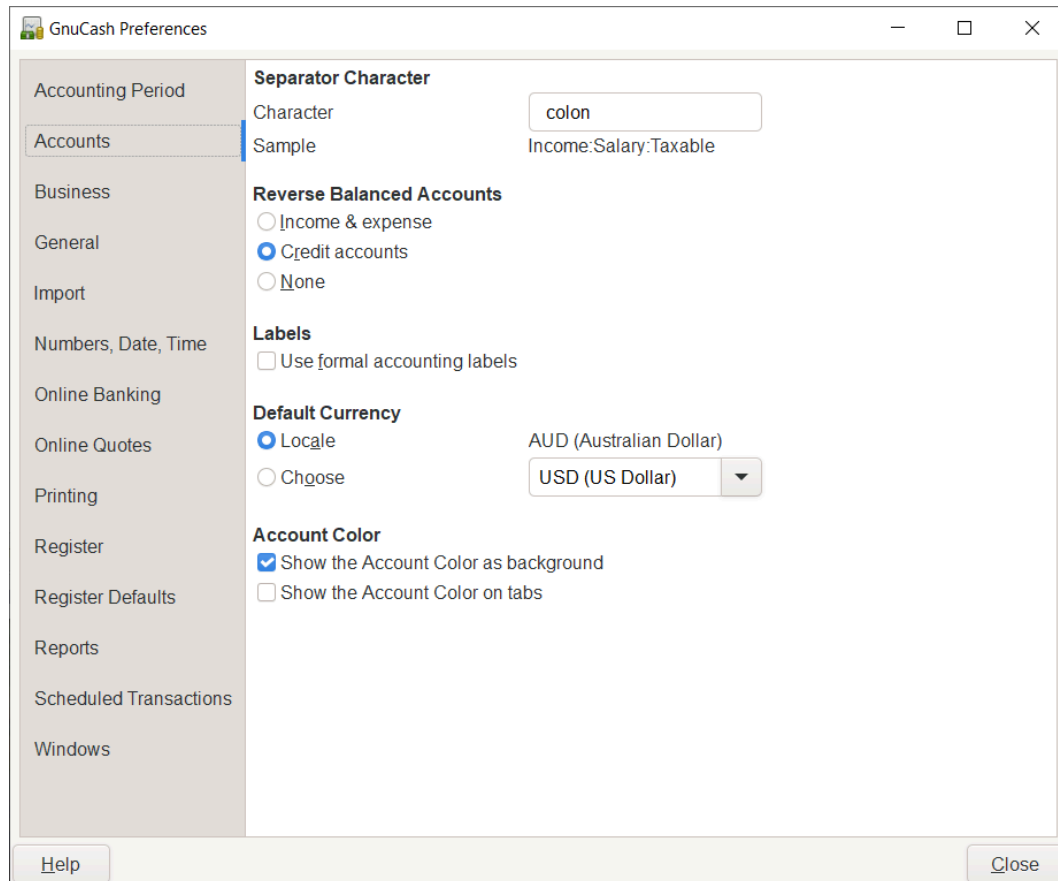 GnuCash Preferences
Accounting Period
Accounts
Business
General
Import
Numbers, Date, Time
Online Banking
Online Quotes
Printing
Register
Register Defaults
Reports
Scheduled Transactions
Windows
Separator Character
Character colon
Sample Income:Salary:Taxable
Reverse Balanced Accounts
Income & expense
Credit accounts
None
Labels
Use formal accounting labels
Default Currency
Locale AUD (Australian Dollar)
Choose USD (US Dollar)
Account Color
Show the Account Color as background
Show the Account Color on tabs
Help Close